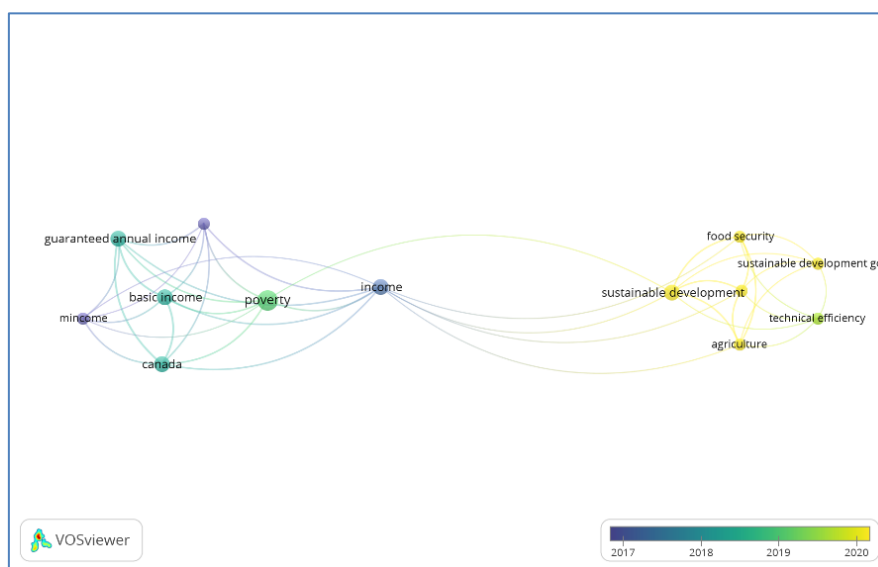 food security
guaranteed annual income
sustainable development go
income
sustainable development
basic income
poverty
mincome
technical efficiency
agriculture
canada
VOSviewer
2017 2018 2019 2020